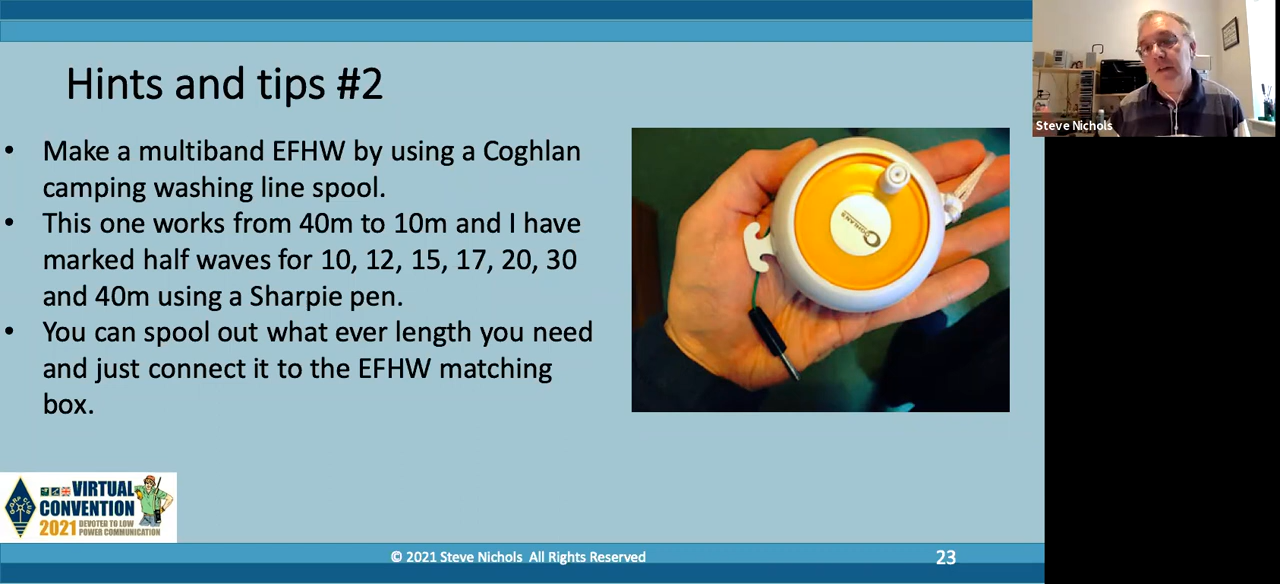 Hints and tips #2
Steve Nichols
• Make a multiband EFHW by using a Coghlan
camping washing line spool.
• This one works from 40m to 10m and I have
marked half waves for 10, 12, 15, 17, 20, 30
and 40m using a Sharpie pen.
• You can spool out what ever length you need
and just connect it to the EFHW matching
box.
COGHLAN'S
VIRTUAL
CONVENTION
2021 DEVOTED TO LOW
POWER COMMUNICATION
© 2021 Steve Nichols All Rights Reserved
23